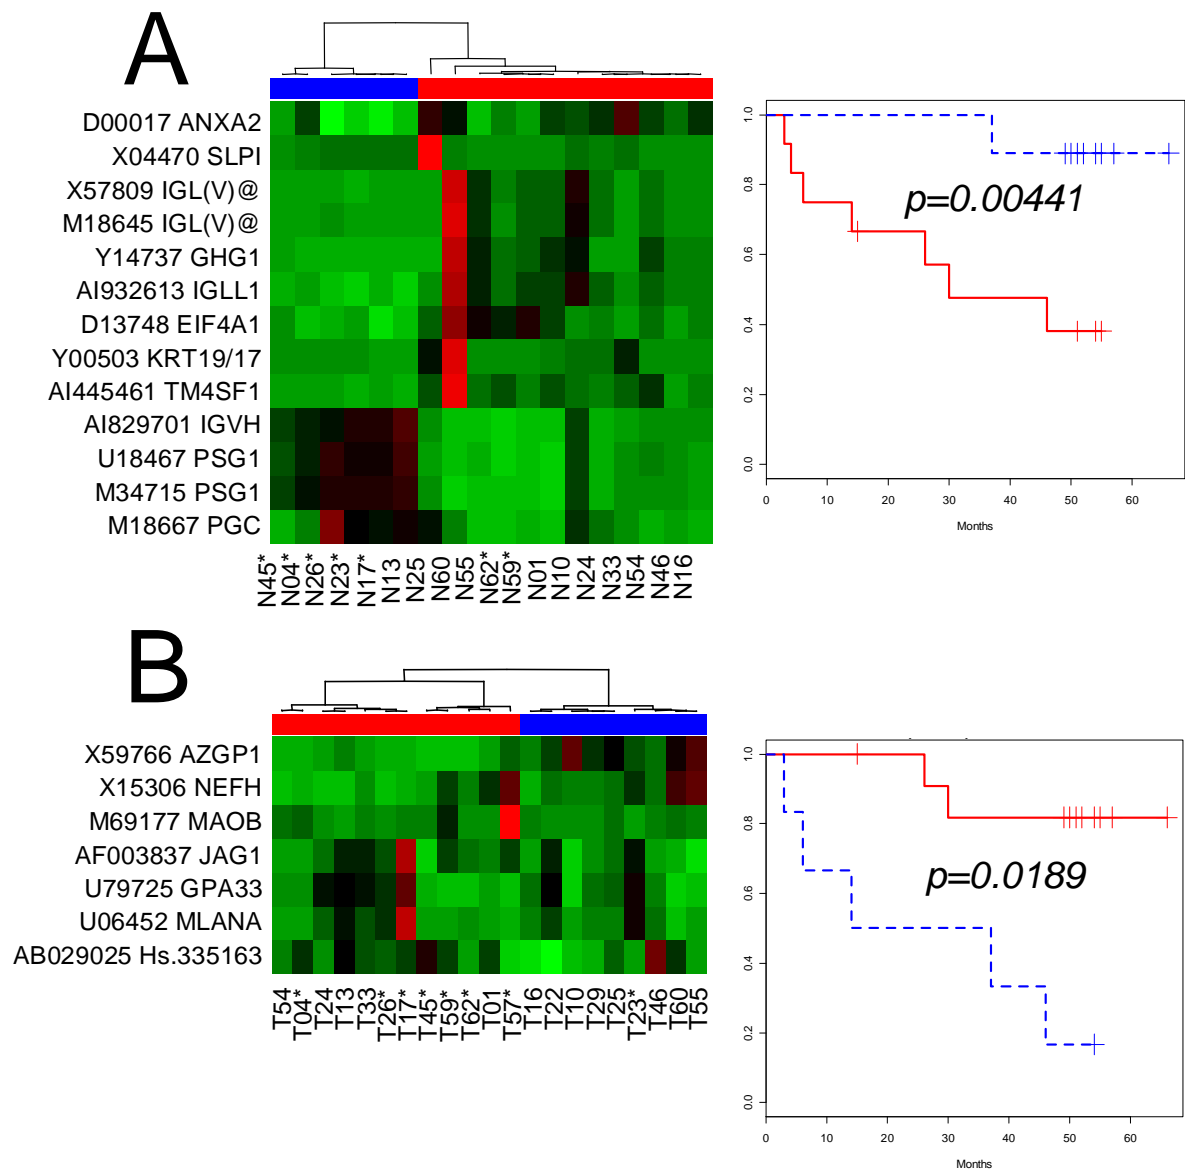 A
D00017 ANXA2
X04470 SLPI
X57809 IGL(V)@
M18645 IGL(V)@
Y14737 GHG1
AI932613 IGLL1
D13748 EIF4A1
Y00503 KRT19/17
AI445461 TM4SF1
AI829701 IGVH
U18467 PSG1
M34715 PSG1
M18667 PGC
N45*
N04*
N26*
N23*
N17*
N13
N25
N60
N55
N62*
N59*
N01
N10
N24
N33
N54
N46
N16
p=0.00441
1.0
0.8
0.6
0.4
0.2
0.0
0 10 20 30 40 50 60
Months
B
X59766 AZGP1
X15306 NEFH
M69177 MAOB
AF003837 JAG1
U79725 GPA33
U06452 MLANA
AB029025 Hs.335163
T54
T04*
T24
T13
T33
T26*
T17*
T45*
T59*
T62*
T01
T57*
T16
T22
T10
T29
T25
T23*
T46
T60
T55
p=0.0189
1.0
0.8
0.6
0.4
0.2
0.0
0 10 20 30 40 50 60
Months